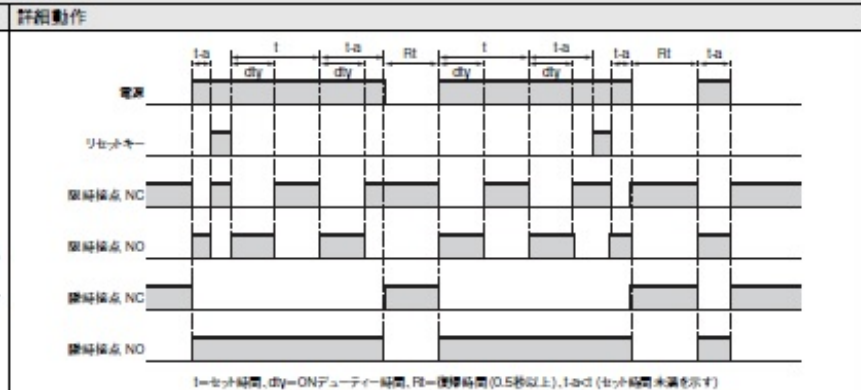 詳細動作
t-a t t-a Rt t t-a t-a Rt t-a
dty dty dty dty
電源
リセットキー
限時接点 NC
限時接点 NO
瞬時接点 NC
瞬時接点 NO
t=セット時間、dty=ONデューティー時間、Rt=復帰時間(0.5秒以上)、t-a<t (セット時間未満を示す)